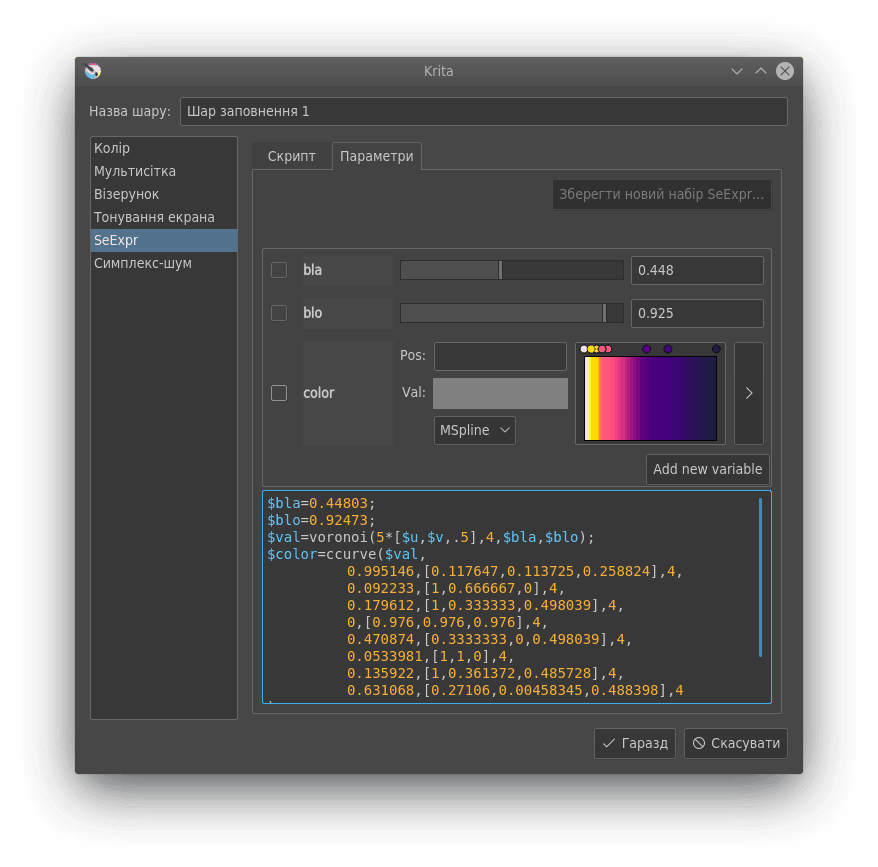 Krita
Назва шару: Шар заповнення 1
Колір
Мультисітка
Візерунок
Тонування екрана
SeExpr
Симплекс-шум
Скрипт Параметри
Зберегти новий набір SeExpr...
bla 0.448
blo 0.925
Pos:
color Val:
MSpline
Add new variable
$bla=0.44803;
$blo=0.92473;
$val=voronoi(5*[$u,$v,.5],4,$bla,$blo);
$color=ccurve($val,
0.995146,[0.117647,0.113725,0.258824],4,
0.092233,[1,0.666667,0],4,
0.179612,[1,0.333333,0.498039],4,
0,[0.976,0.976,0.976],4,
0.470874,[0.3333333,0,0.498039],4,
0.0533981,[1,1,0],4,
0.135922,[1,0.361372,0.485728],4,
0.631068,[0.27106,0.00458345,0.488398],4
Гаразд Скасувати